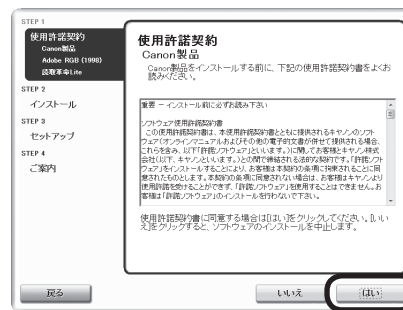 STEP 1
使用許諾契約
Canon製品
Adobe RGB (1998)
読取革命Lite
STEP 2
インストール
STEP 3
セットアップ
STEP 4
ご案内
使用許諾契約
Canon製品
Canon製品をインストールする前に、下記の使用許諾契約書をよくお
読みください。
重要 － インストール前に必ずお読み下さい
ソフトウェア使用許諾契約書
この使用許諾契約書は、本使用許諾契約書とともに提供されるキヤノンのソフト
ウェア(オンラインマニュアルおよびその他の電子的文書が併せて提供される場合、
これらを含み、以下「許諾ソフトウェア」といいます。)に関してお客様とキヤノン株式
会社(以下、キヤノンといいます。)との間で締結される法的な契約です。「許諾ソフト
ウェア」をインストールすることにより、お客様は本契約の条項に拘束されることに同
意されたものとします。本契約の条項に同意されない場合は、お客様はキヤノンより
使用許諾を受けることができず、「許諾ソフトウェア」を使用することはできません。お
客様は「許諾ソフトウェア」のインストールを行わないで下さい。
使用許諾契約書に同意する場合は[はい]をクリックしてください。[いい
え]をクリックすると、ソフトウェアのインストールを中止します。
戻る
いいえ
はい